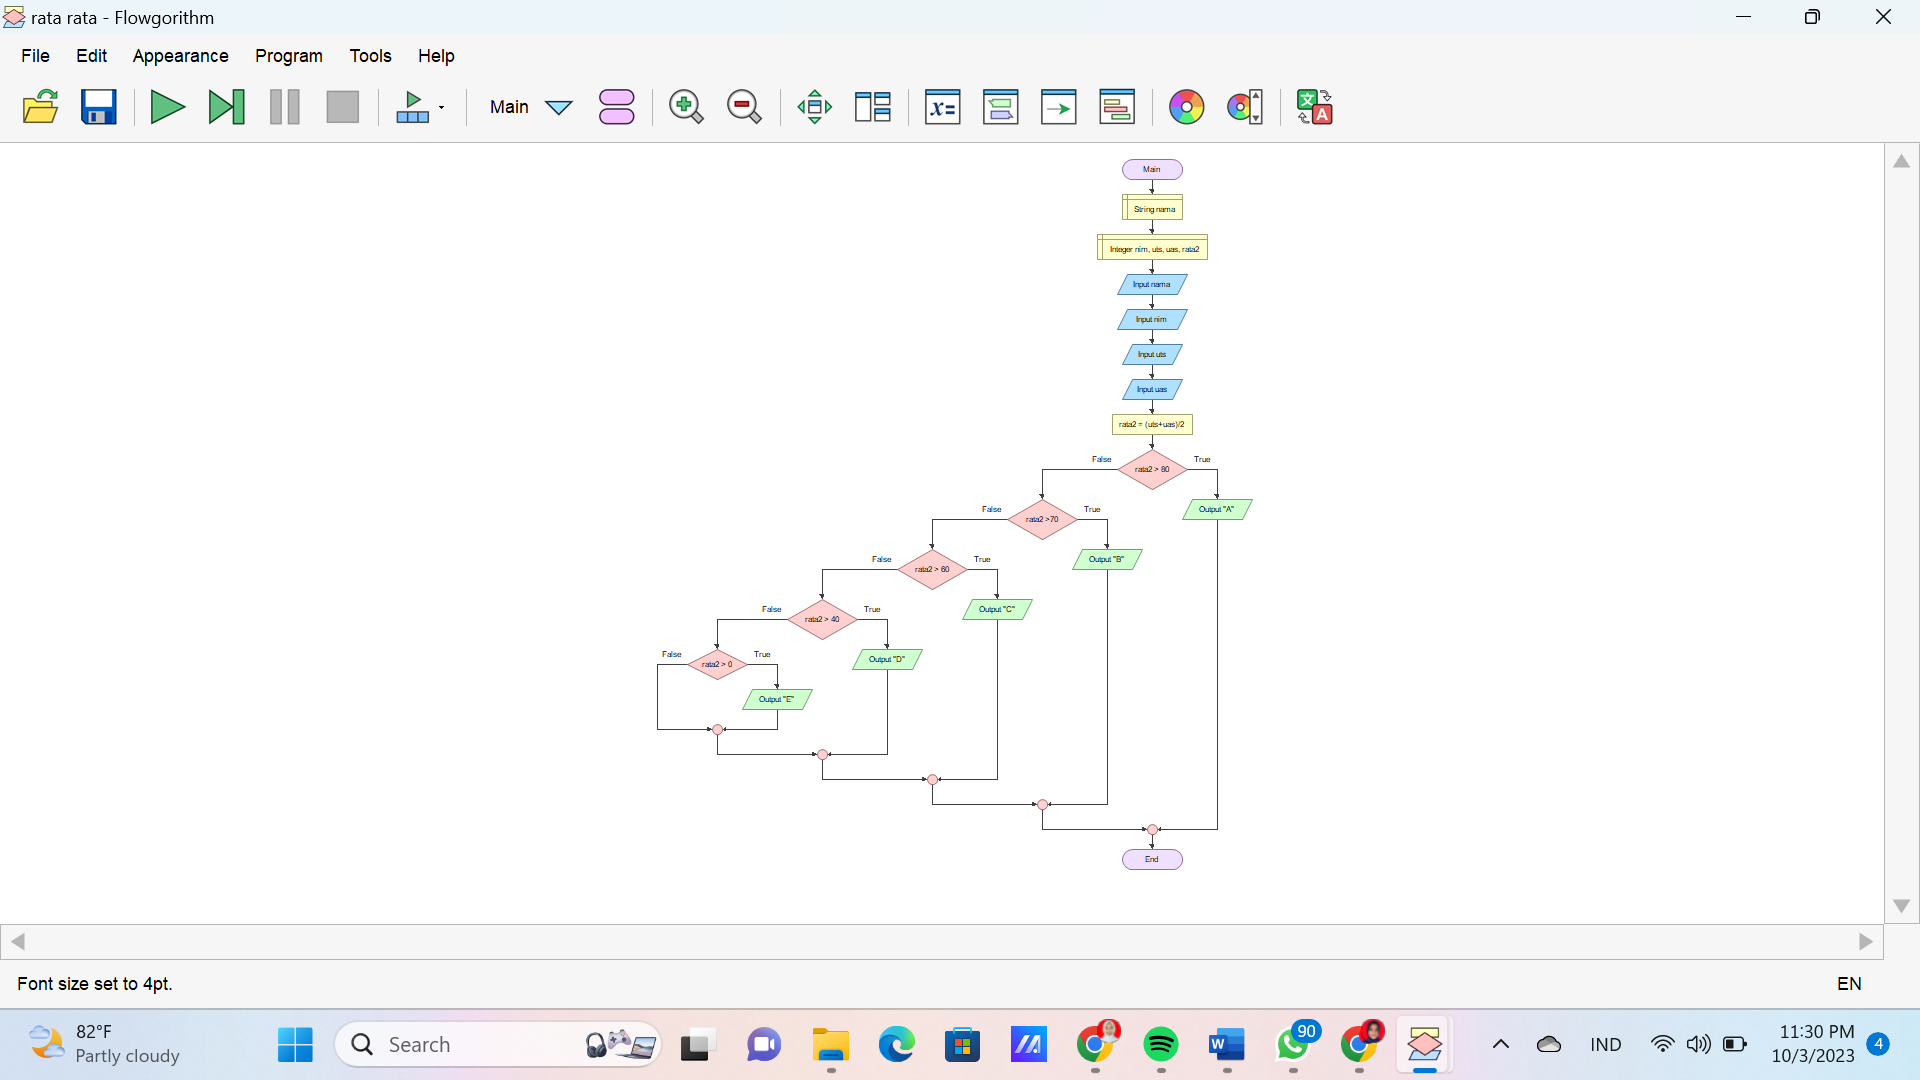 rata rata - Flowgorithm
File Edit Appearance Program Tools Help
Main
Main
String nama
Integer nim, uts, uas, rata2
Input nama
Input nim
Input uts
Input uas
rata2 = (uts+uas)/2
False rata2 > 80 True
Output "A"
False rata2 >70 True
Output "B"
False rata2 > 60 True
Output "C"
False rata2 > 40 True
Output "D"
False rata2 > 0 True
Output "E"
End
Font size set to 4pt.
EN
82°F
Partly cloudy
Search
90
IND
11:30 PM
10/3/2023
4